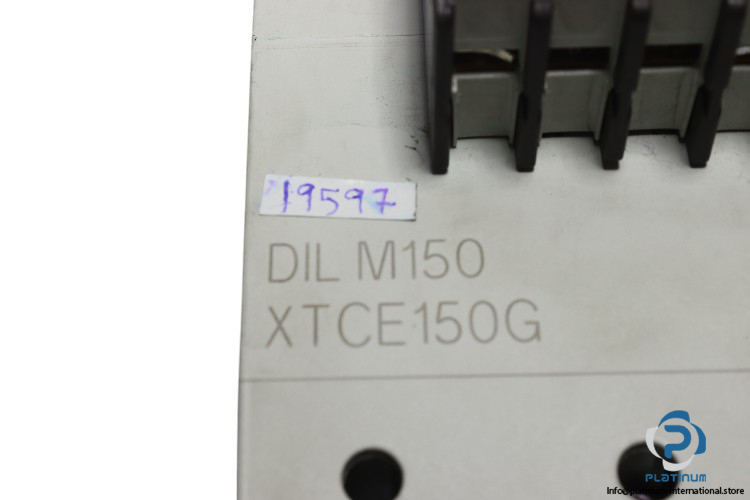 19597
DIL M150
XTCE150G
PLATINUM